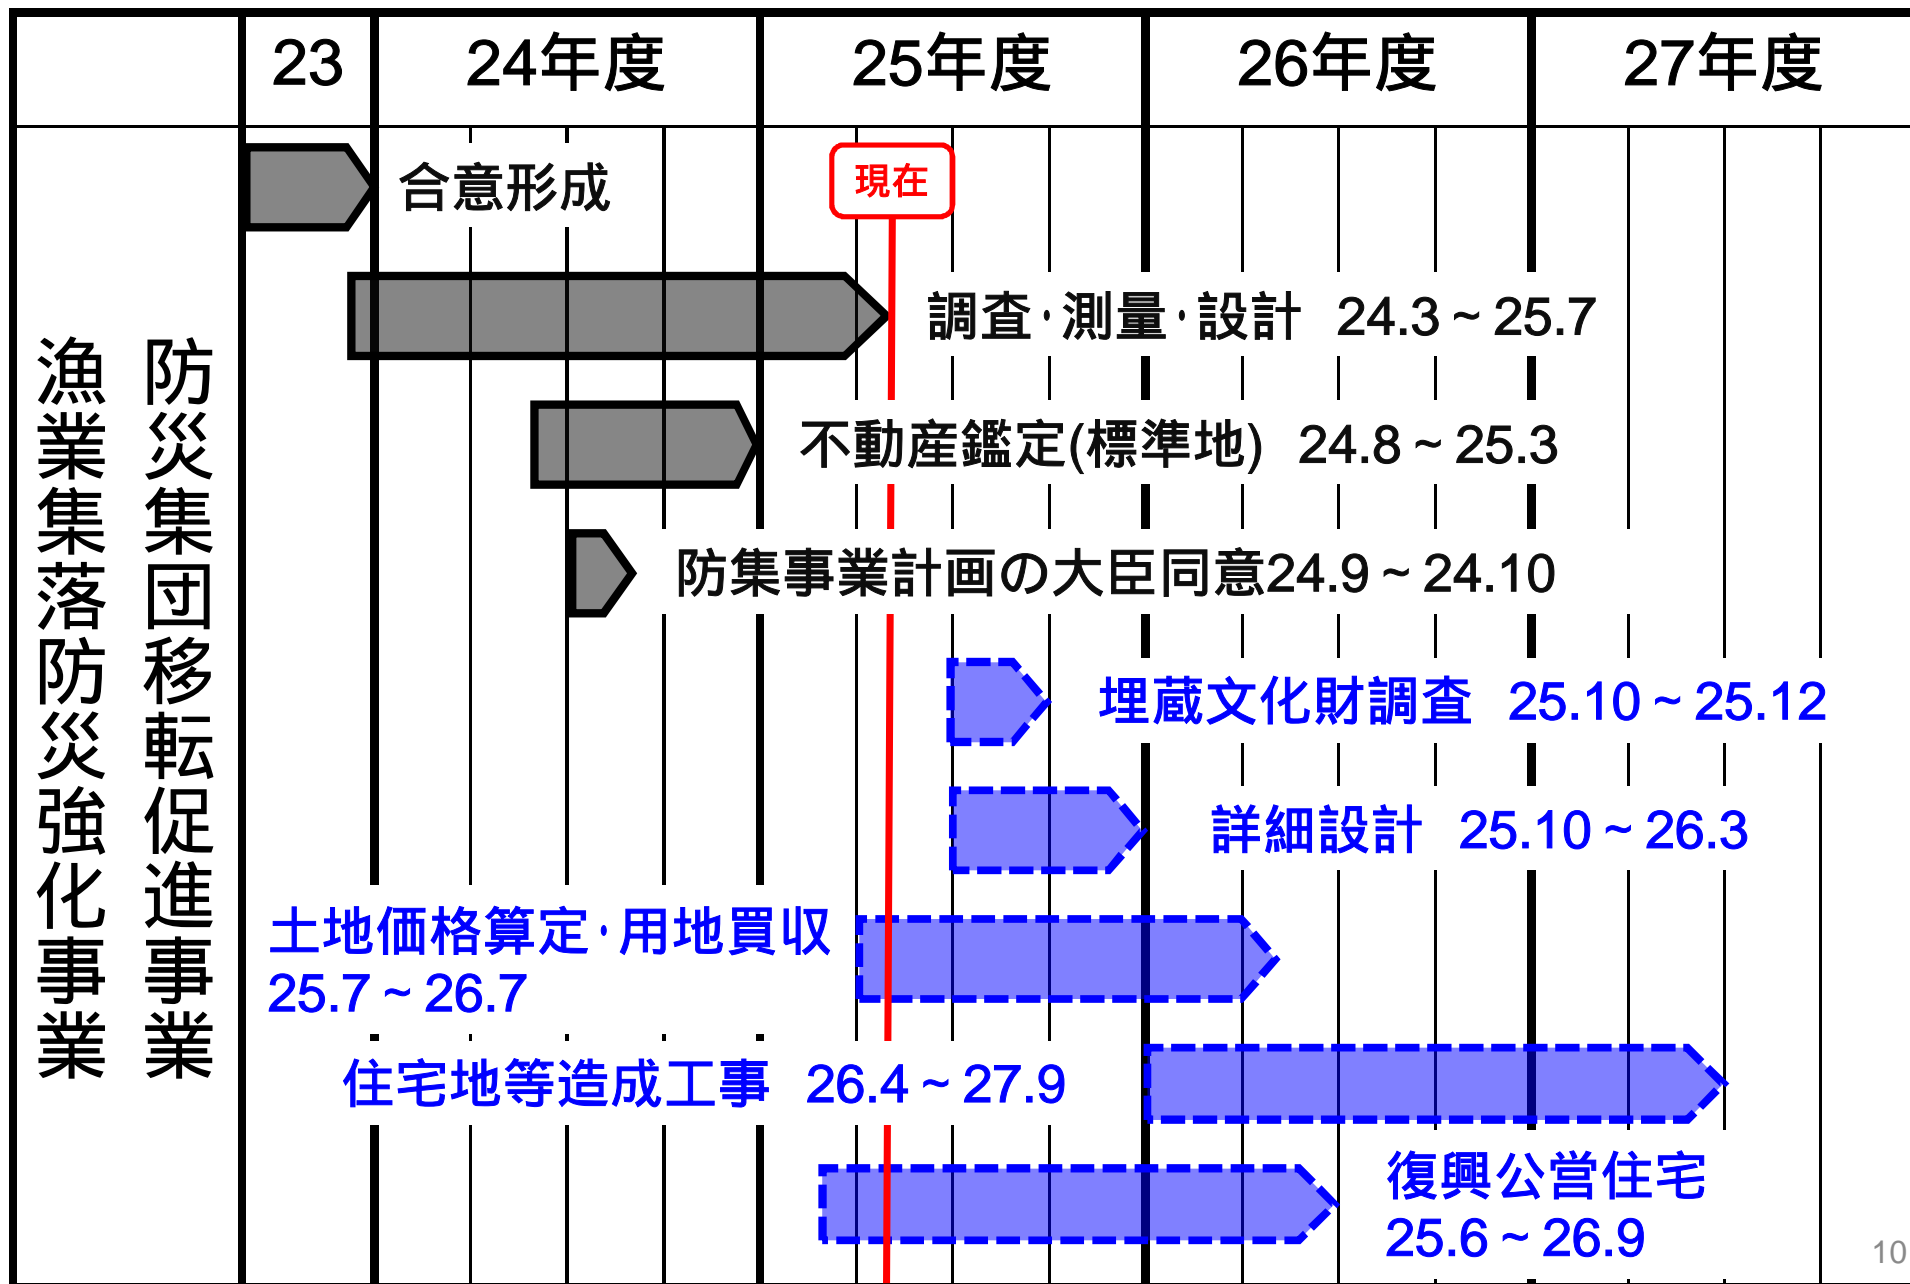 23
24年度
25年度
26年度
27年度
防災集団移転促進事業
漁業集落防災強化事業
合意形成
現在
調査・測量・設計 24.3～25.7
不動産鑑定(標準地) 24.8～25.3
防集事業計画の大臣同意24.9～24.10
埋蔵文化財調査 25.10～25.12
詳細設計 25.10～26.3
土地価格算定・用地買収
25.7～26.7
住宅地等造成工事 26.4～27.9
復興公営住宅
25.6～26.9
10